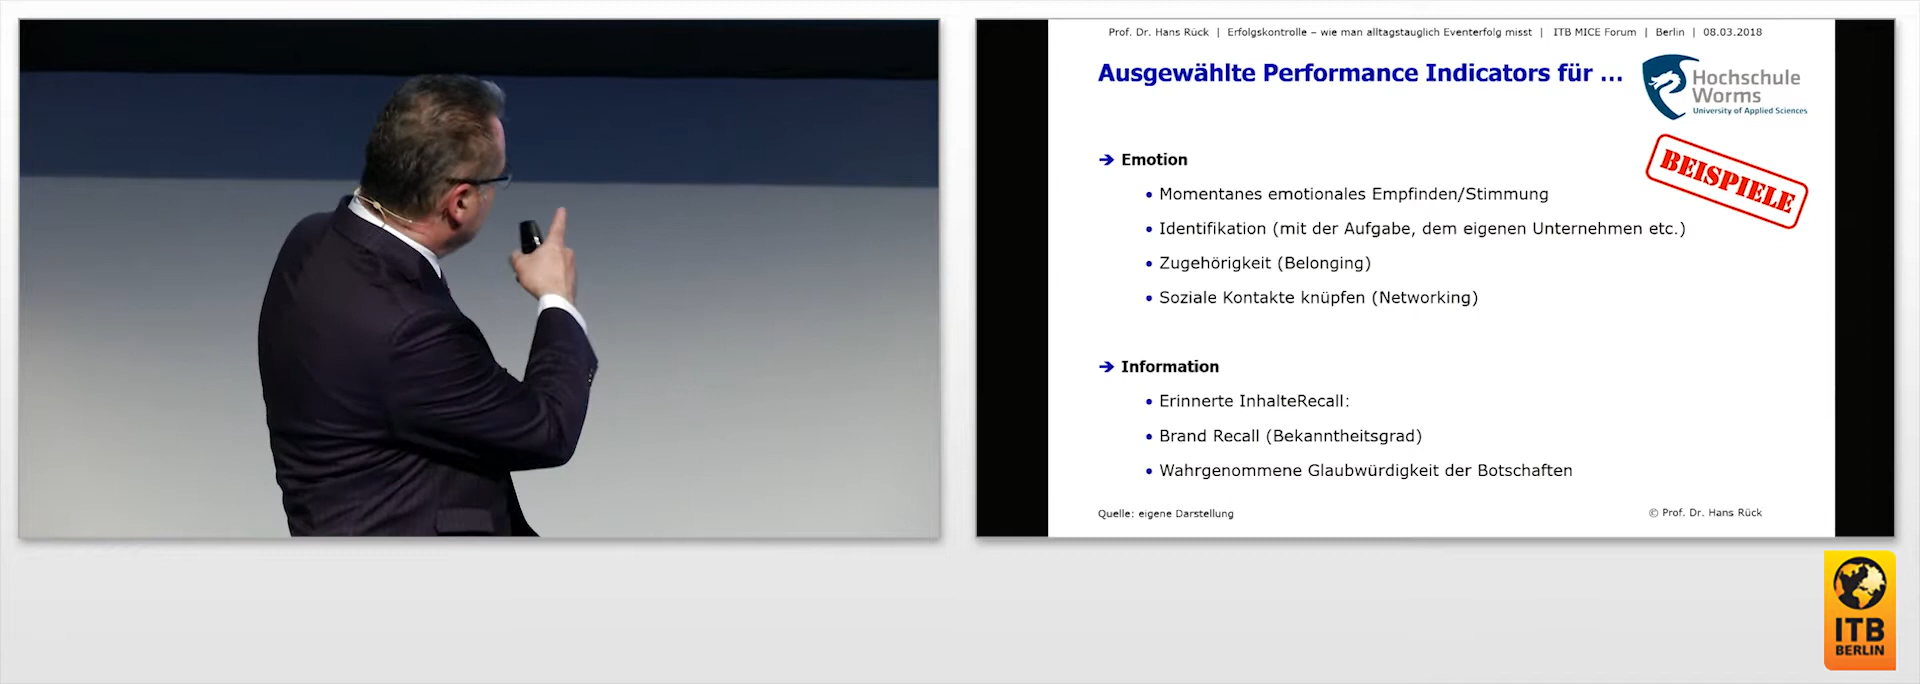 Prof. Dr. Hans Rück | Erfolgskontrolle – wie man alltagstauglich Eventerfolg misst | ITB MICE Forum | Berlin | 08.03.2018
Ausgewählte Performance Indicators für ...
Hochschule
Worms
University of Applied Sciences
BEISPIELE
➔ Emotion
• Momentanes emotionales Empfinden/Stimmung
• Identifikation (mit der Aufgabe, dem eigenen Unternehmen etc.)
• Zugehörigkeit (Belonging)
• Soziale Kontakte knüpfen (Networking)
➔ Information
• Erinnerte InhalteRecall:
• Brand Recall (Bekanntheitsgrad)
• Wahrgenommene Glaubwürdigkeit der Botschaften
Quelle: eigene Darstellung
© Prof. Dr. Hans Rück
ITB
BERLIN